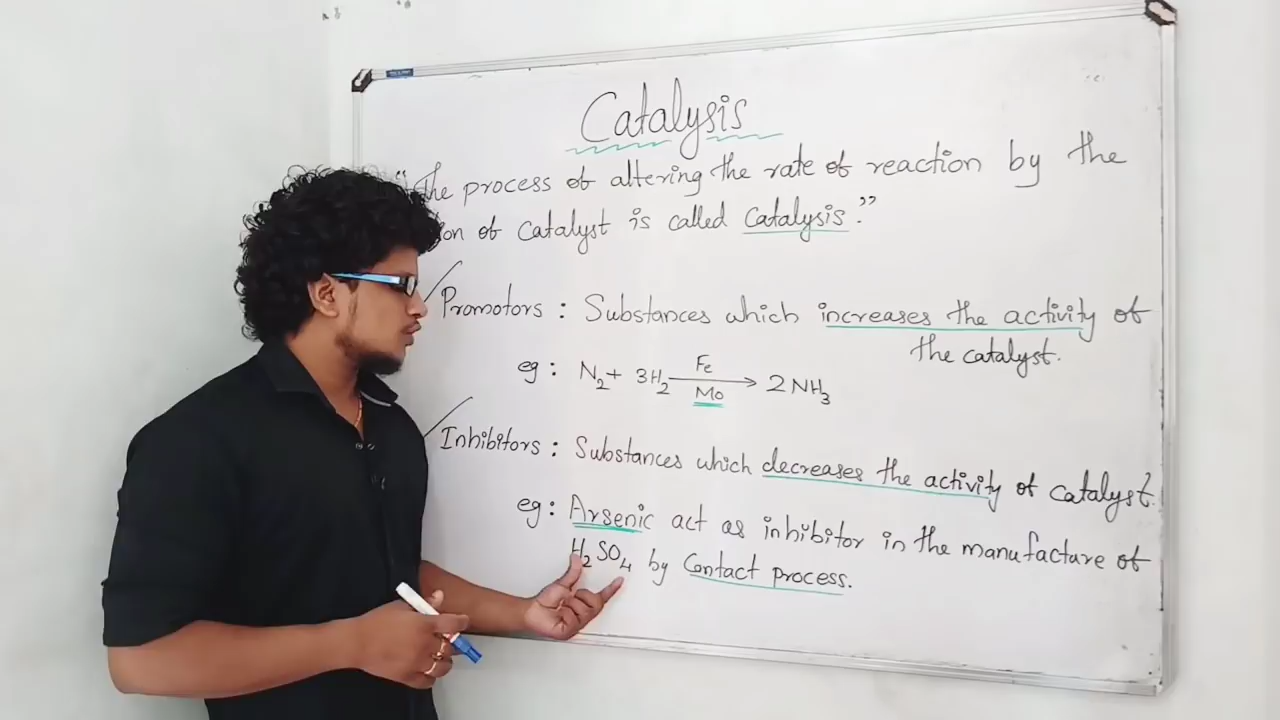 Catalysis
"The process of altering the rate of reaction by the
of catalyst is called Catalysis."
Promotors : Substances which increases the activity of
the catalyst.
eg : N₂ + 3H₂ Fe Mo → 2NH₃
Inhibitors : Substances which decreases the activity of catalyst.
eg : Arsenic act as inhibitor in the manufacture of
H₂SO₄ by Contact process.